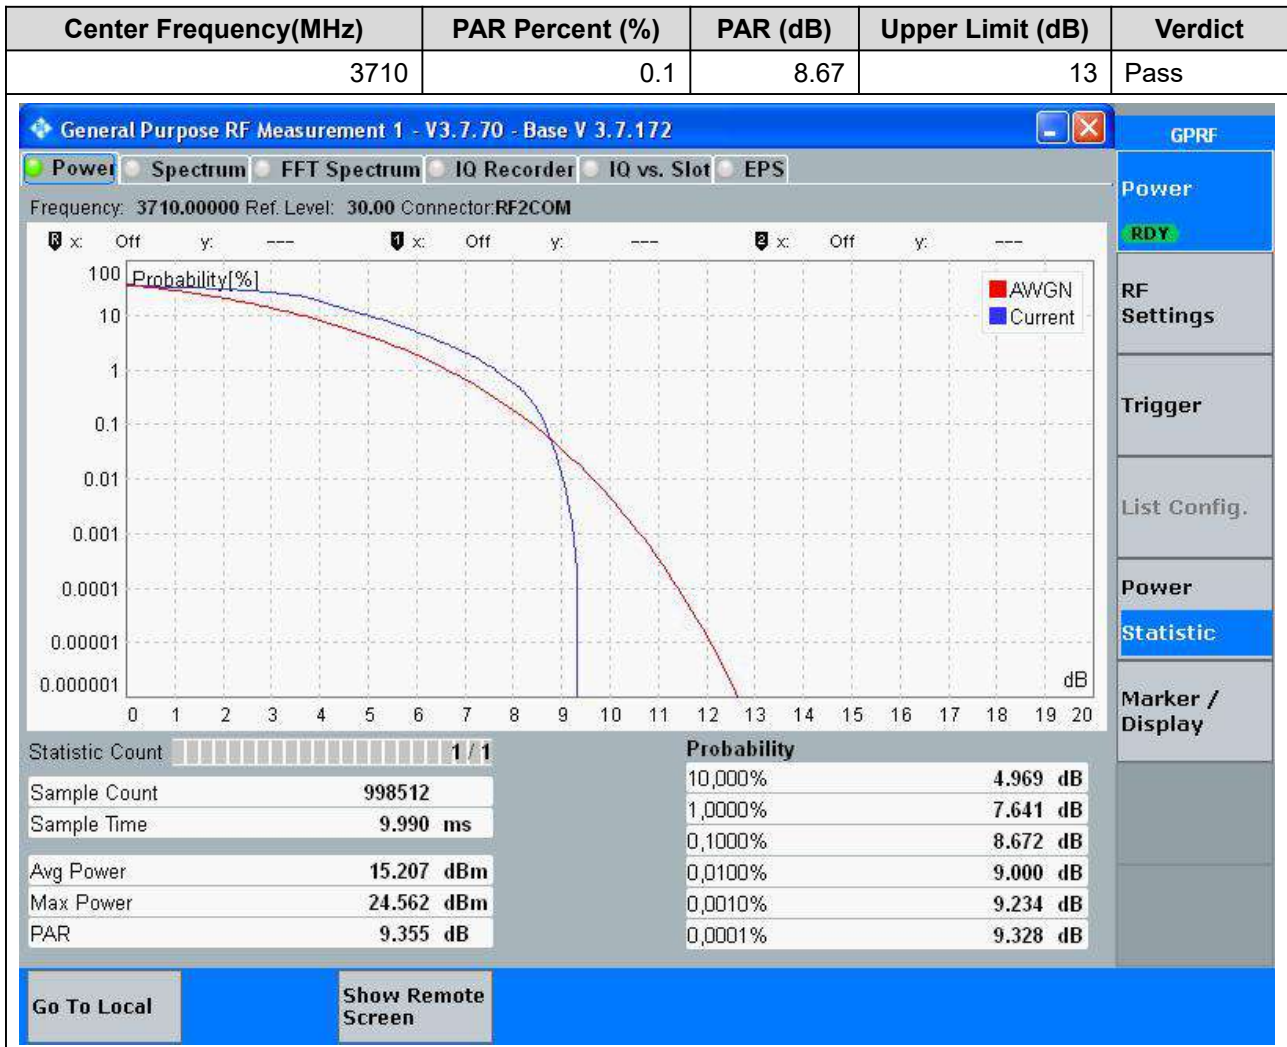 Center Frequency(MHz) PAR Percent (%) PAR (dB) Upper Limit (dB) Verdict
3710 0.1 8.67 13 Pass
General Purpose RF Measurement 1 - V3.7.70 - Base V 3.7.172
GPRF
Power Spectrum FFT Spectrum IQ Recorder IQ vs. Slot EPS
Frequency: 3710.00000 Ref. Level: 30.00 Connector:RF2COM
R x: Off y: --- 1 x: Off y: --- 2 x: Off y: ---
Probability[%]
AWGN
Current
100
10
1
0.1
0.01
0.001
0.0001
0.00001
0.000001
dB
0 1 2 3 4 5 6 7 8 9 10 11 12 13 14 15 16 17 18 19 20
Statistic Count 1 / 1
Sample Count 998512
Sample Time 9.990 ms
Avg Power 15.207 dBm
Max Power 24.562 dBm
PAR 9.355 dB
Probability
10,000% 4.969 dB
1,0000% 7.641 dB
0,1000% 8.672 dB
0,0100% 9.000 dB
0,0010% 9.234 dB
0,0001% 9.328 dB
Power
RDY
RF
Settings
Trigger
List Config.
Power
Statistic
Marker /
Display
Go To Local
Show Remote
Screen